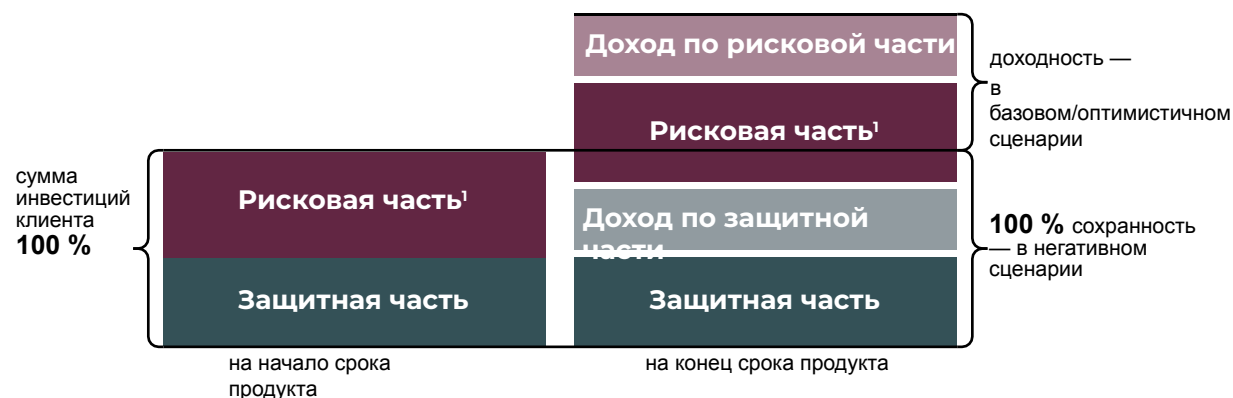 Доход по рисковой части
доходность —
в
базовом/оптимистичном
сценарии
Рисковая часть¹
сумма
инвестиций
клиента
100 %
Рисковая часть¹
Защитная часть
Доход по защитной
части
Защитная часть
100 % сохранность
— в негативном
сценарии
на начало срока
продукта
на конец срока продукта